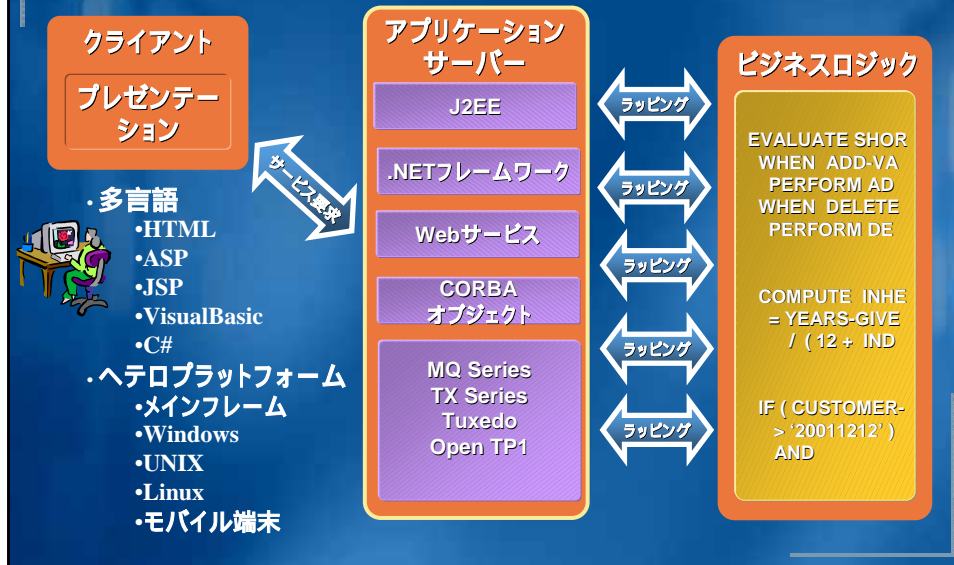 クライアント
プレゼンテー
ション
サービス要求
・多言語
•HTML
•ASP
•JSP
•VisualBasic
•C#
・ヘテロプラットフォーム
•メインフレーム
•Windows
•UNIX
•Linux
•モバイル端末
アプリケーション
サーバー
J2EE
.NETフレームワーク
Webサービス
CORBA
オブジェクト
MQ Series
TX Series
Tuxedo
Open TP1
ラッピング
ラッピング
ラッピング
ラッピング
ラッピング
ビジネスロジック
EVALUATE SHOR
WHEN ADD-VA
PERFORM AD
WHEN DELETE
PERFORM DE
COMPUTE INHE
= YEARS-GIVE
/ ( 12 + IND
IF ( CUSTOMER-
> ‘20011212’ )
AND